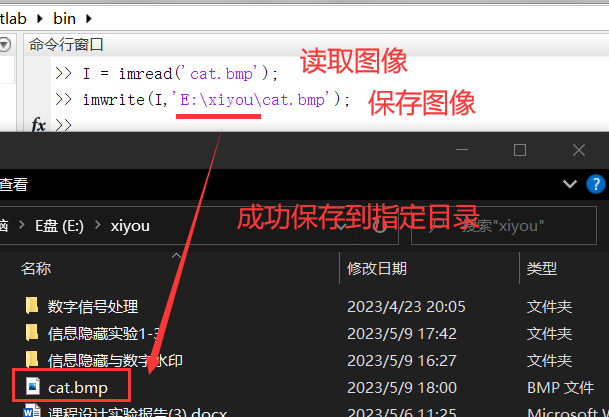 tlab ▸ bin ▸
命令行窗口
>> I = imread('cat.bmp'); 读取图像
>> imwrite(I,'E:\xiyou\cat.bmp'); 保存图像
fx >>
查看
脑 > E盘 (E:) > xiyou
成功保存到指定目录
搜索"xiyou"
名称 修改日期 类型
数字信号处理 2023/4/23 20:05 文件夹
信息隐藏实验1-3 2023/5/9 17:42 文件夹
信息隐藏与数字水印 2023/5/9 16:27 文件夹
cat.bmp 2023/5/9 18:00 BMP 文件
课程设计实验报告(3).docx 2023/5/6 11:25 Microsoft W